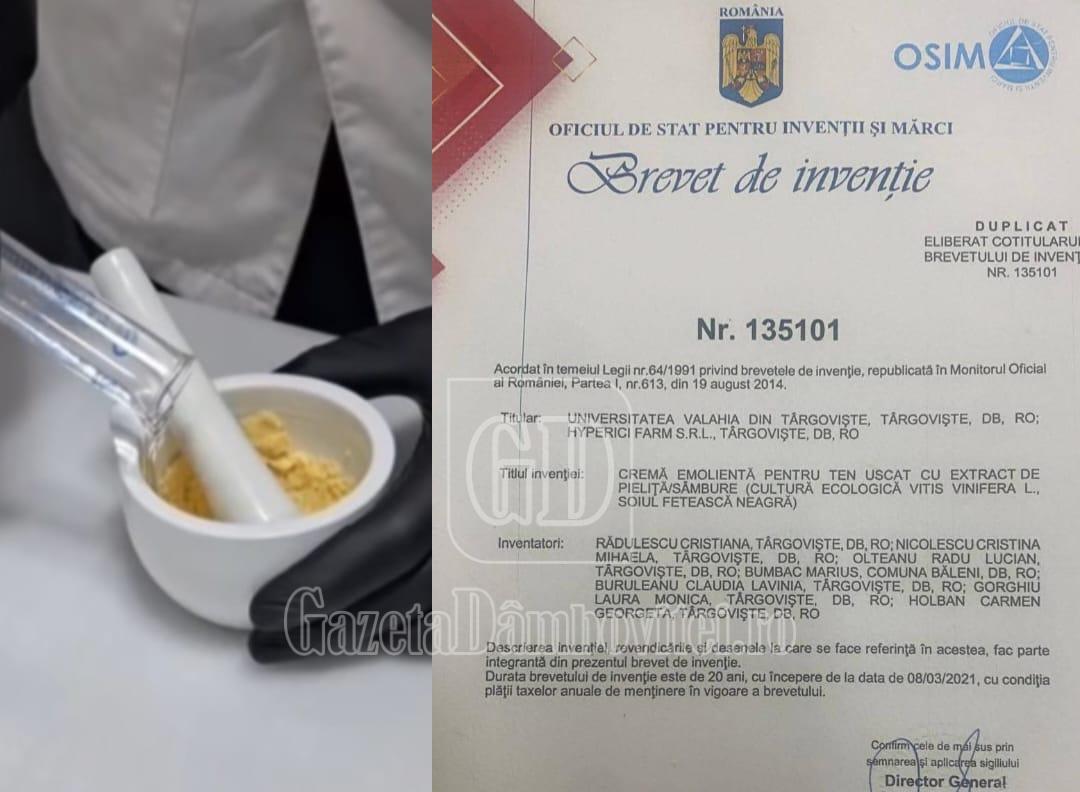 ROMÂNIA
OSIM
OFICIUL DE STAT PENTRU INVENȚII ȘI MĂRCI
Brevet de invenție
DUPLICAT
ELIBERAT COTITULARU
BREVETULUI DE INVENȚ
NR. 135101
Nr. 135101
Acordat în temeiul Legii nr.64/1991 privind brevetele de invenție, republicată în Monitorul Oficial
al României, Partea I, nr.613, din 19 august 2014.
Titular: UNIVERSITATEA VALAHIA DIN TÂRGOVIȘTE, TÂRGOVIȘTE, DB, RO;
HYPERICI FARM S.R.L., TÂRGOVIȘTE, DB, RO
Titlul invenției: CREMĂ EMOLIENTĂ PENTRU TEN USCAT CU EXTRACT DE
PIELIȚĂ/SÂMBURE (CULTURĂ ECOLOGICĂ VITIS VINIFERA L.,
SOIUL FETEASCĂ NEAGRĂ)
GD
Inventatori: RĂDULESCU CRISTIANA, TÂRGOVIȘTE, DB, RO; NICOLESCU CRISTINA
MIHAELA, TÂRGOVIȘTE, DB, RO; OLTEANU RADU LUCIAN,
TÂRGOVIȘTE, DB, RO; BUMBAC MARIUS, COMUNA BĂLENI, DB, RO;
BURULEANU CLAUDIA LAVINIA, TÂRGOVIȘTE, DB, RO; GORGHIU
LAURA MONICA, TÂRGOVIȘTE, DB, RO; HOLBAN CARMEN
GEORGETA, TÂRGOVIȘTE, DB, RO
GazetaDâmboviței.ro
Descrierea invenției, revendicările și desenele la care se face referință în acestea, fac parte
integrantă din prezentul brevet de invenție.
Durata brevetului de invenție este de 20 ani, cu începere de la data de 08/03/2021, cu condiția
plății taxelor anuale de menținere în vigoare a brevetului.
Confirm cele de mai sus prin
semnarea și aplicarea sigiliului
Director General